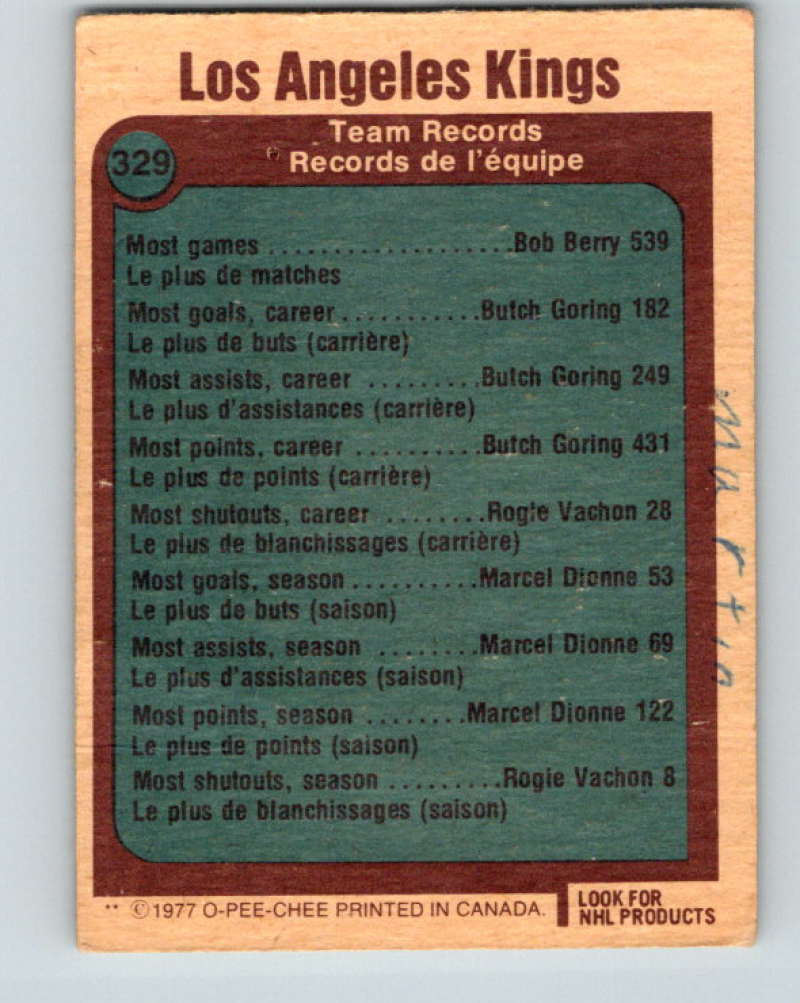 Los Angeles Kings
Team Records
Records de l'équipe
329
Most games ................... Bob Berry 539
Le plus de matches
Most goals, career ........... Butch Goring 182
Le plus de buts (carrière)
Most assists, career ......... Butch Goring 249
Le plus d'assistances (carrière)
Most points, career .......... Butch Goring 431
Le plus de points (carrière)
Most shutouts, career ........ Rogie Vachon 28
Le plus de blanchissages (carrière)
Most goals, season .......... Marcel Dionne 53
Le plus de buts (saison)
Most assists, season ........ Marcel Dionne 69
Le plus d'assistances (saison)
Most points, season ........ Marcel Dionne 122
Le plus de points (saison)
Most shutouts, season ......... Rogie Vachon 8
Le plus de blanchissages (saison)
** ©1977 O-PEE-CHEE PRINTED IN CANADA.
LOOK FOR
NHL PRODUCTS
Martin